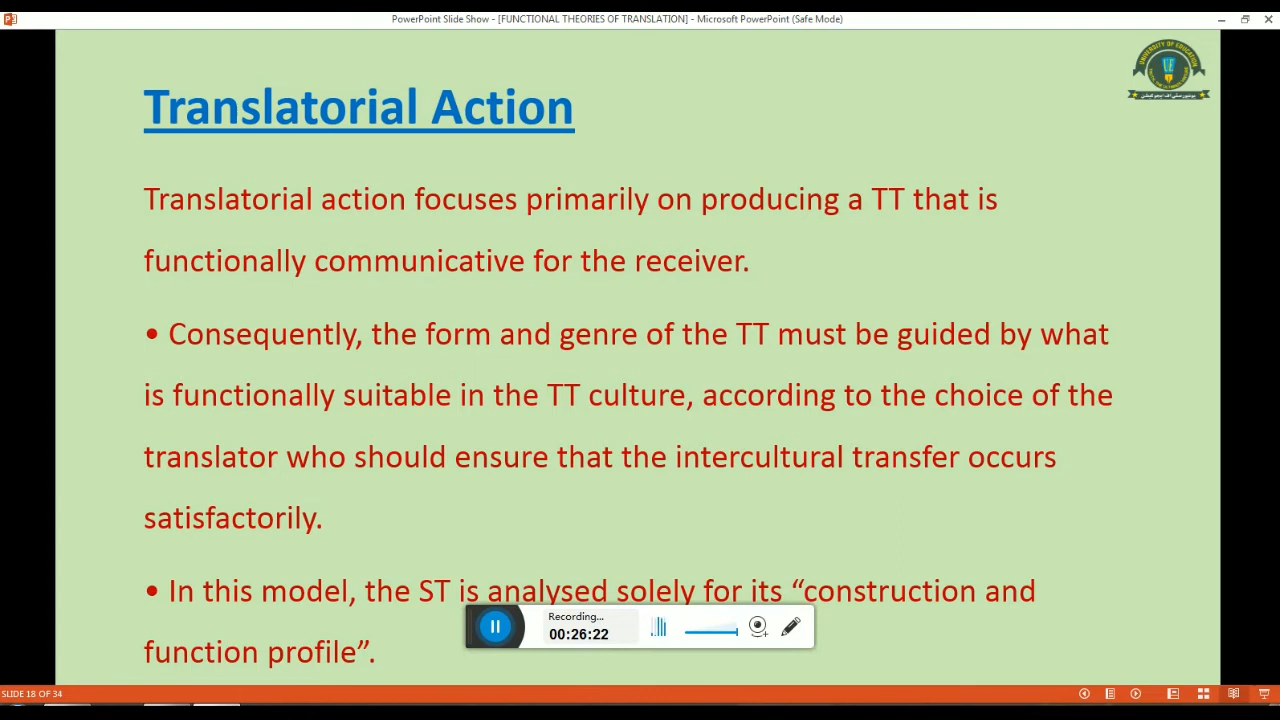 PowerPoint Slide Show - [FUNCTIONAL THEORIES OF TRANSLATION] - Microsoft PowerPoint (Safe Mode)
UNIVERSITY OF EDUCATION
Translatorial Action
Translatorial action focuses primarily on producing a TT that is
functionally communicative for the receiver.
• Consequently, the form and genre of the TT must be guided by what
is functionally suitable in the TT culture, according to the choice of the
translator who should ensure that the intercultural transfer occurs
satisfactorily.
• In this model, the ST is analysed solely for its “construction and
function profile”.
Recording...
00:26:22
SLIDE 18 OF 34